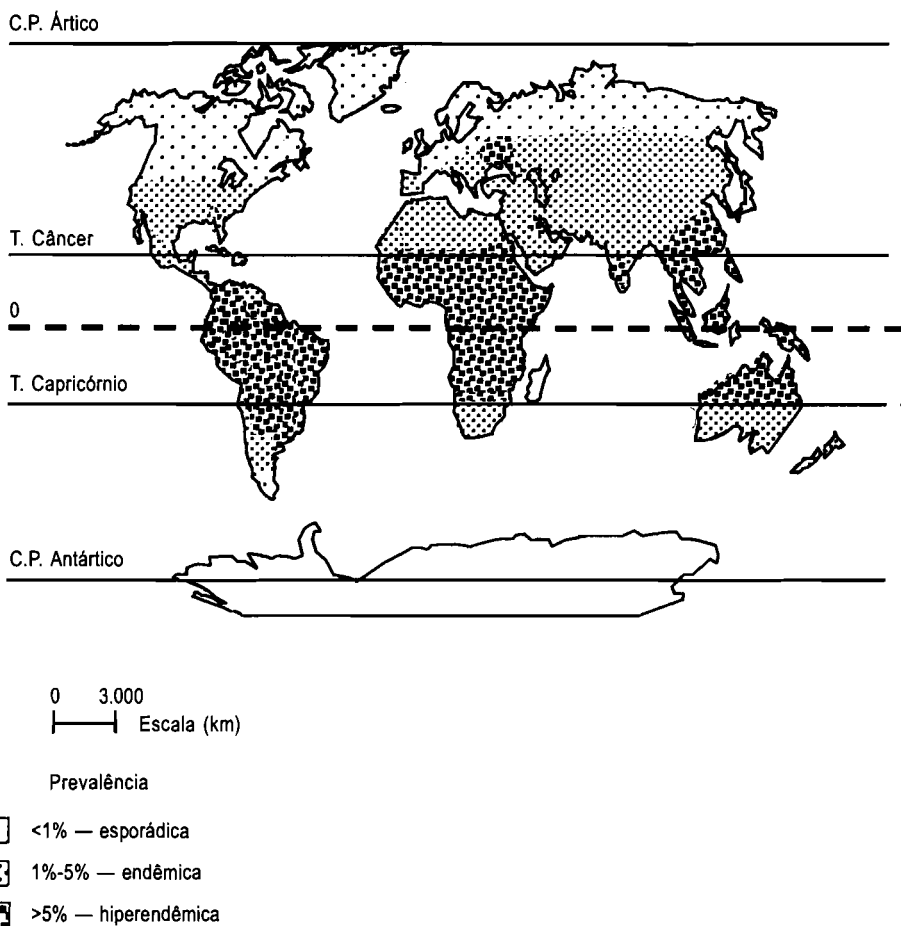 C.P. Ártico
T. Câncer
0
T. Capricórnio
C.P. Antártico
0 3.000
Escala (km)
Prevalência
<1% — esporádica
1%-5% — endêmica
>5% — hiperendêmica